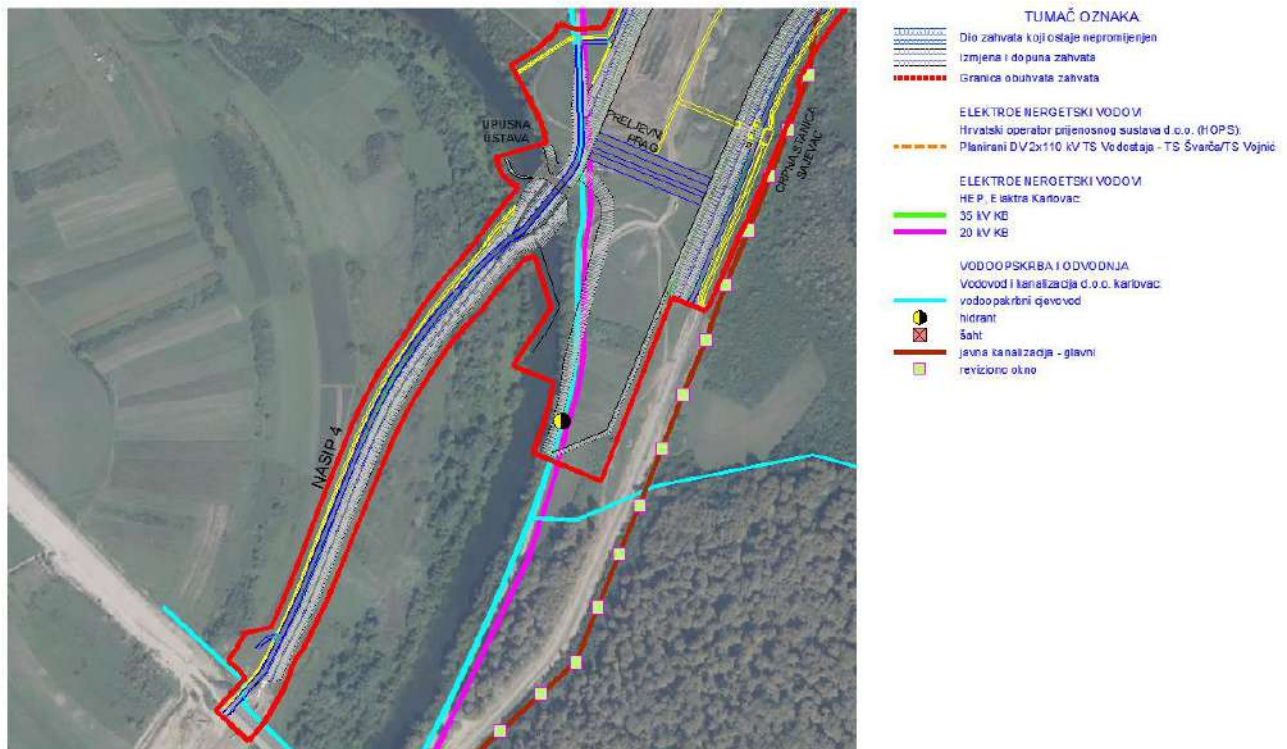 TUMAČ OZNAKA
Dio zahvata koji ostaje nepromijenjen
Izmjena i dopuna zahvata
Granica obuhvata zahvata
ELEKTROENERGETSKI VODOVI
Hrvatski operator prijenosnog sustava d.o.o. (HOPS):
Planirani DV 2x110 kV TS Vodostaja - TS Švarča/TS Vojnić
ELEKTROENERGETSKI VODOVI
HEP, Elektra Karlovac:
35 kV KB
20 kV KB
VODOOPSKRBA I ODVODNJA
Vodovod i kanalizacija d.o.o. karlovac:
vodoopskrbni cjevovod
hidrant
šaht
javna kanalizacija - glavni
reviziono okno
UPUSNA
USTAVA
PRELJEVNI
PRAG
CRPNA STANICA
SAJEVAC
NASIP 4